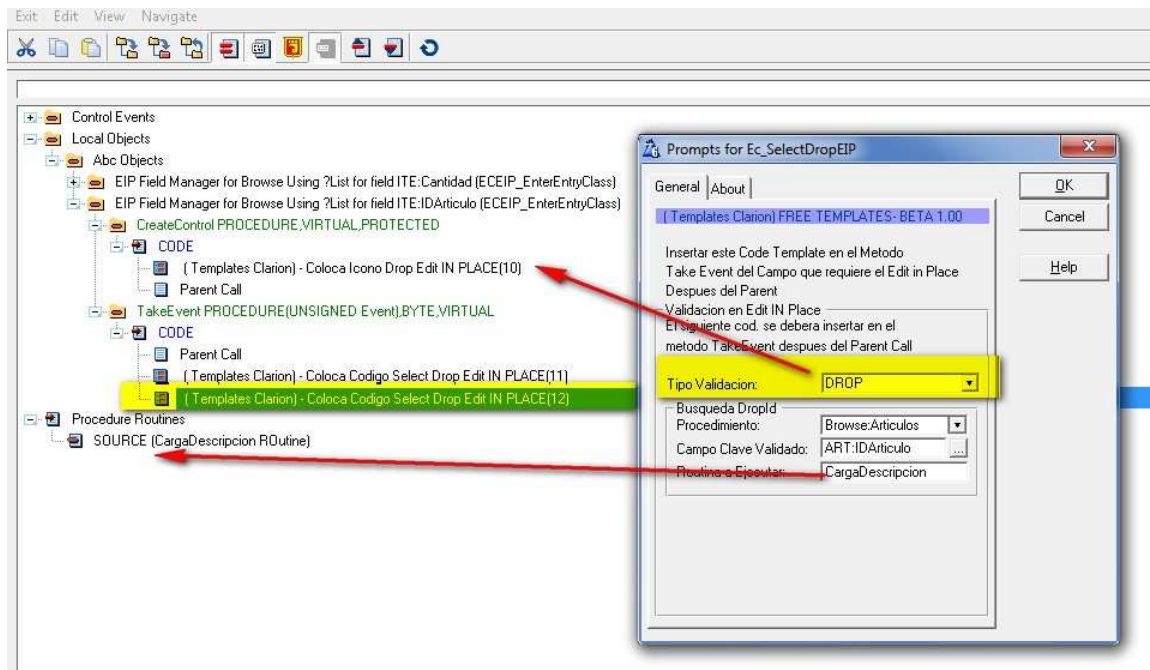 Exit Edit View Navigate
Control Events
Local Objects
Abc Objects
EIP Field Manager for Browse Using ?List for field ITE:Cantidad (ECEIP_EnterEntryClass)
EIP Field Manager for Browse Using ?List for field ITE:IDArticulo (ECEIP_EnterEntryClass)
CreateControl PROCEDURE,VIRTUAL,PROTECTED
CODE
( Templates Clarion) - Coloca Icono Drop Edit IN PLACE(10)
Parent Call
TakeEvent PROCEDURE(UNSIGNED Event),BYTE,VIRTUAL
CODE
Parent Call
( Templates Clarion) - Coloca Codigo Select Drop Edit IN PLACE(11)
( Templates Clarion) - Coloca Codigo Select Drop Edit IN PLACE(12)
Procedure Routines
SOURCE (CargaDescripcion ROutine)
Prompts for Ec_SelectDropEIP
General About
( Templates Clarion) FREE TEMPLATES- BETA 1.00
Insertar este Code Template en el Metodo
Take Event del Campo que requiere el Edit in Place
Despues del Parent
Validacion en Edit IN Place
El siguiente cod. se debera insertar en el
metodo TakeEvent despues del Parent Call
Tipo Validacion: DROP
Busqueda DropId
Procedimiento: Browse:Articulos
Campo Clave Validado: ART:IDArticulo ...
Routina a Ejecutar: CargaDescripcion
OK
Cancel
Help